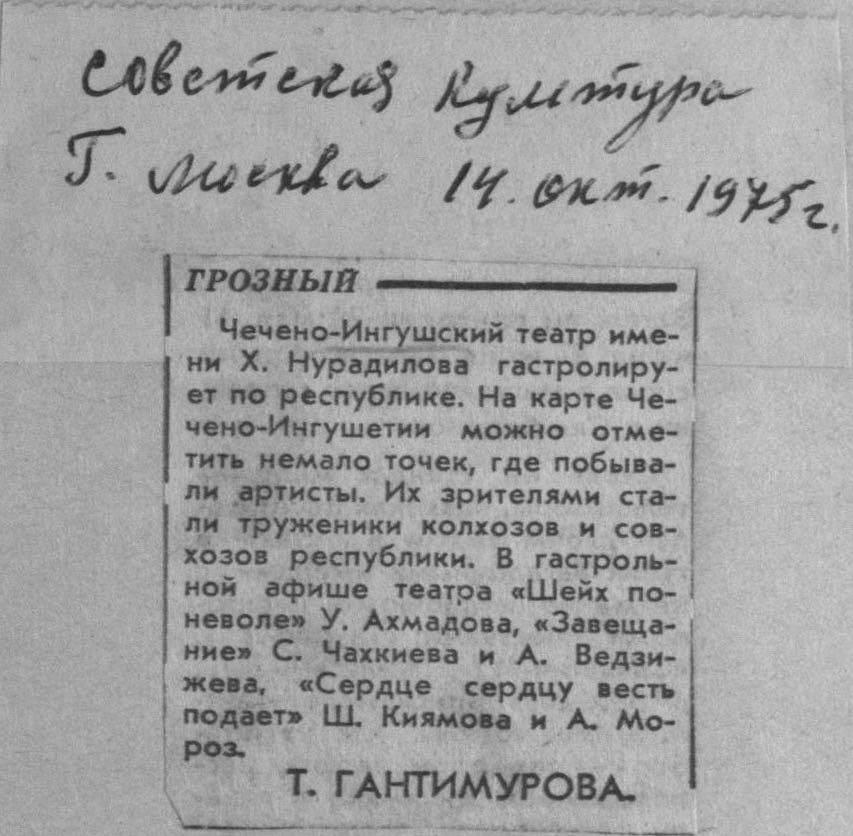 Советская культура
Г. Москва 14. окт. 1975г.
ГРОЗНЫЙ
Чечено-Ингушский театр име-
ни Х. Нурадилова гастролиру-
ет по республике. На карте Че-
чено-Ингушетии можно отме-
тить немало точек, где побыва-
ли артисты. Их зрителями ста-
ли труженики колхозов и сов-
хозов республики. В гастроль-
ной афише театра «Шейх по-
неволе» У. Ахмадова, «Завеща-
ние» С. Чахкиева и А. Ведзи-
жева, «Сердце сердцу весть
подает» Ш. Киямова и А. Мо-
роз.
Т. ГАНТИМУРОВА.